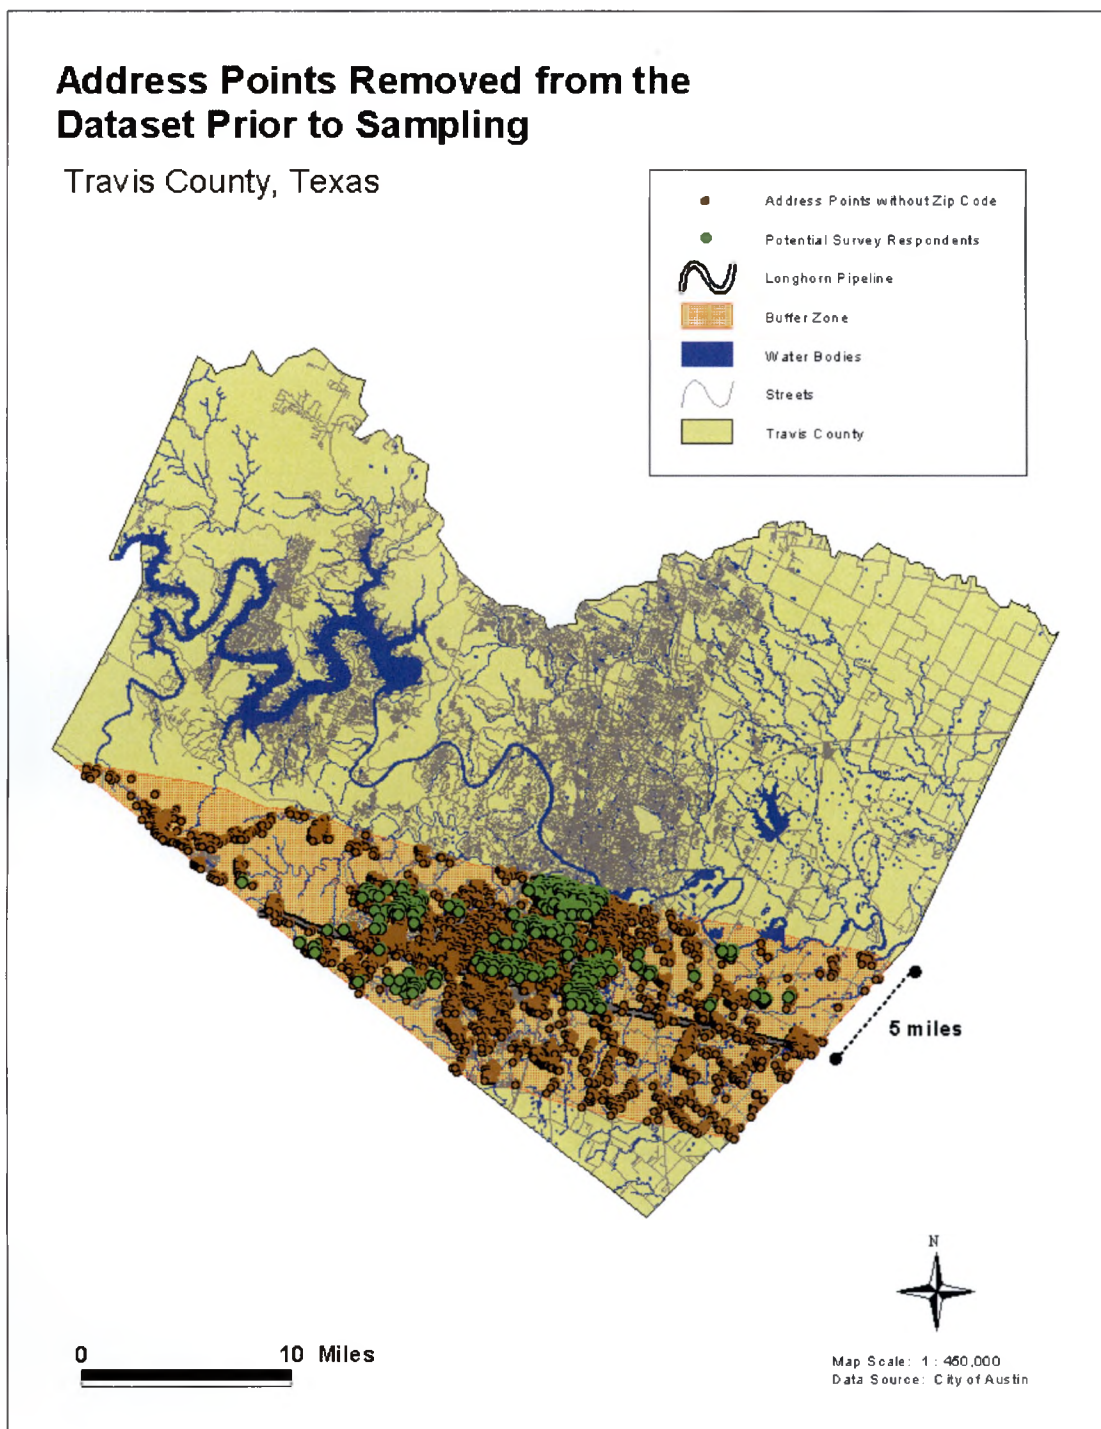 Address Points Removed from the
Dataset Prior to Sampling
Travis County, Texas
Address Points without Zip Code
Potential Survey Respondents
Longhorn Pipeline
Buffer Zone
Water Bodies
Streets
Travis County
5 miles
N
0 10 Miles
Map Scale: 1 : 450,000
Data Source: City of Austin